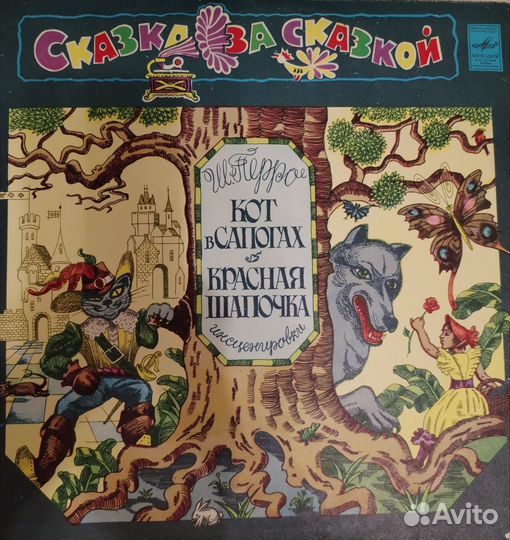 СКАЗКА ЗА СКАЗКОЙ
МЕЛОДИЯ
Ш. Перро
КОТ
В САПОГАХ
КРАСНАЯ
ШАПОЧКА
инсценировки
Avito